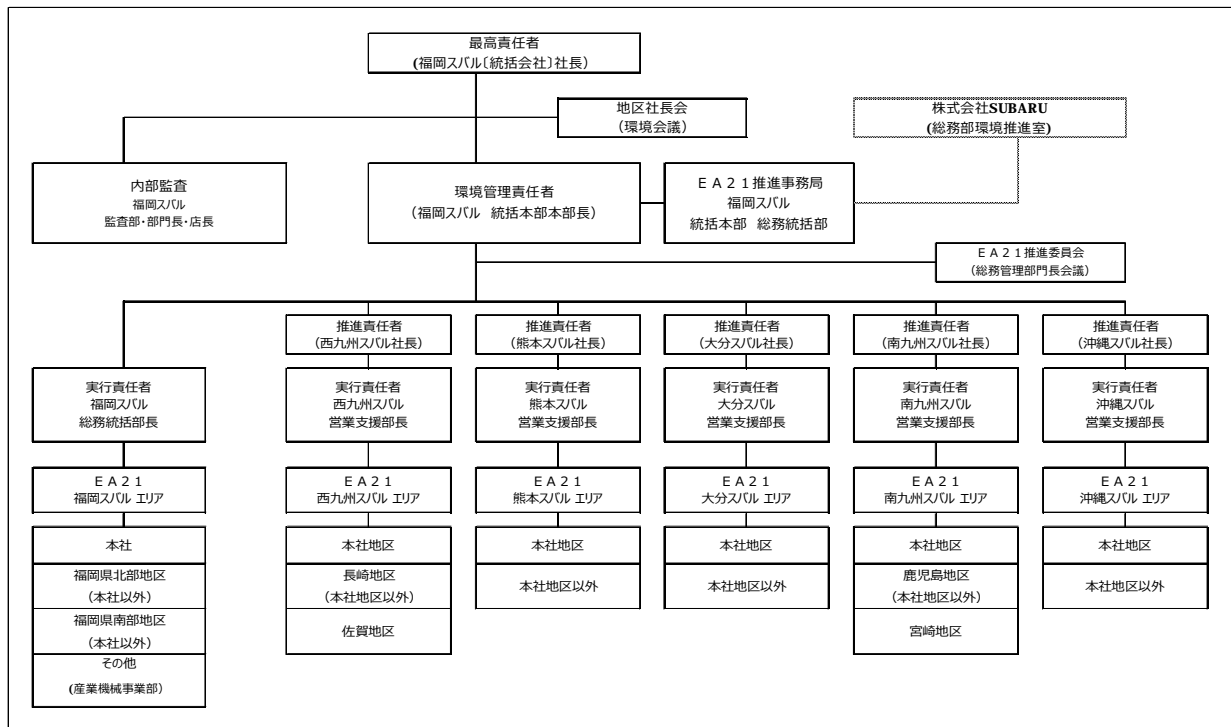 最高責任者
(福岡スバル〔統括会社〕社長）
地区社長会
（環境会議）
株式会社SUBARU
(総務部環境推進室)
内部監査
福岡スバル
監査部・部門長・店長
環境管理責任者
（福岡スバル 統括本部本部長）
ＥＡ２１推進事務局
福岡スバル
統括本部 総務統括部
ＥＡ２１推進委員会
（総務管理部門長会議）
推進責任者
（西九州スバル社長）
推進責任者
（熊本スバル社長）
推進責任者
（大分スバル社長）
推進責任者
（南九州スバル社長）
推進責任者
（沖縄スバル社長）
実行責任者
福岡スバル
総務統括部長
実行責任者
西九州スバル
営業支援部長
実行責任者
熊本スバル
営業支援部長
実行責任者
大分スバル
営業支援部長
実行責任者
南九州スバル
営業支援部長
実行責任者
沖縄スバル
営業支援部長
ＥＡ２１
福岡スバル エリア
ＥＡ２１
西九州スバル エリア
ＥＡ２１
熊本スバル エリア
ＥＡ２１
大分スバル エリア
ＥＡ２１
南九州スバル エリア
ＥＡ２１
沖縄スバル エリア
本社
福岡県北部地区
（本社以外）
福岡県南部地区
（本社以外）
その他
(産業機械事業部）
本社地区
長崎地区
（本社地区以外）
佐賀地区
本社地区
本社地区以外
本社地区
本社地区以外
本社地区
鹿児島地区
（本社地区以外）
宮崎地区
本社地区
本社地区以外